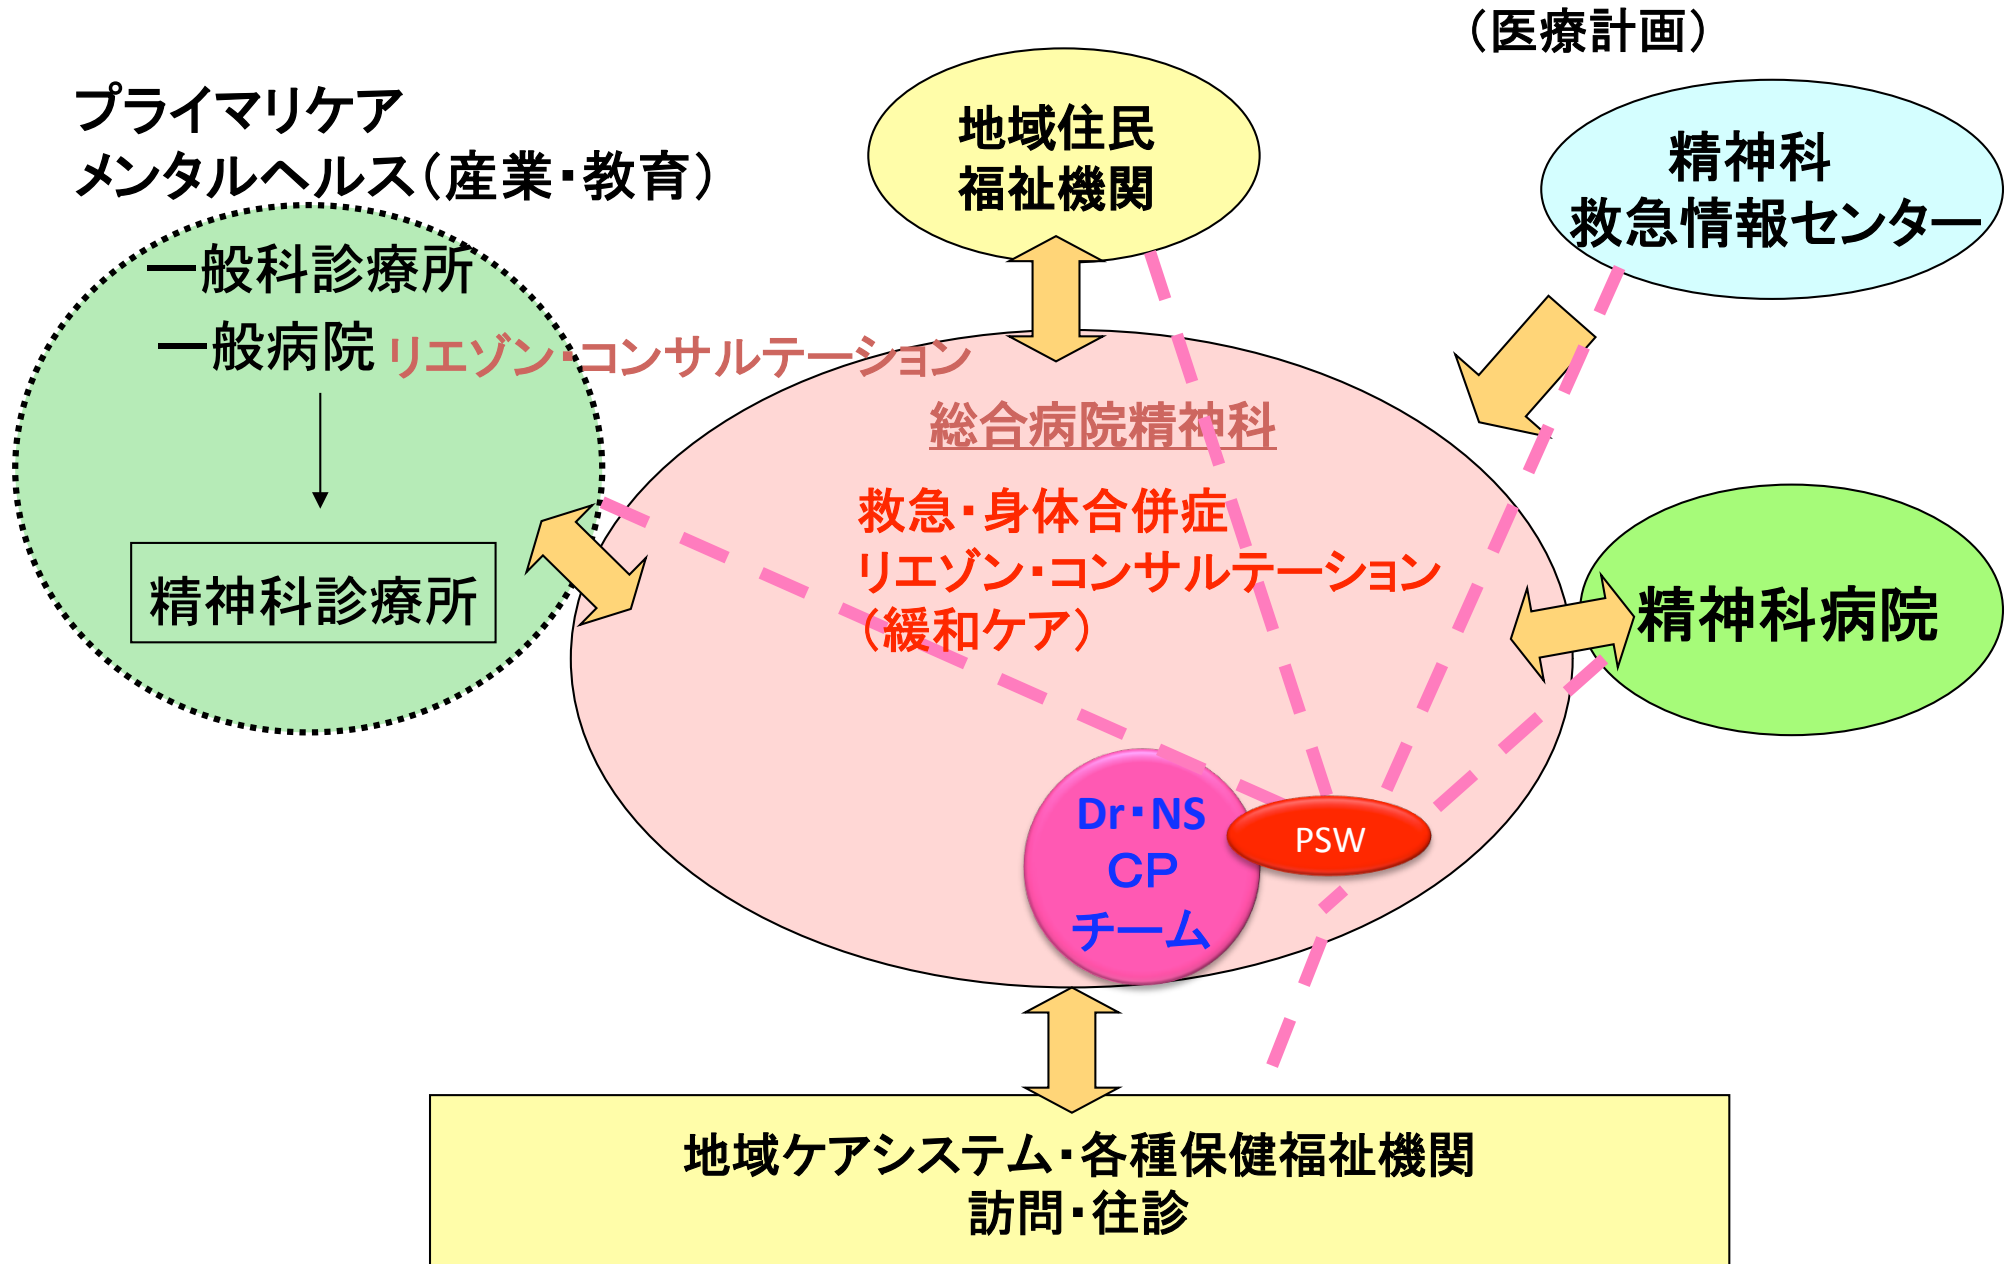 （医療計画）
プライマリケア
メンタルヘルス（産業・教育）
地域住民
福祉機関
精神科
救急情報センター
一般科診療所
一般病院
リエゾン・コンサルテーション
精神科診療所
総合病院精神科
救急・身体合併症
リエゾン・コンサルテーション
（緩和ケア）
精神科病院
Dr・NS
ＣＰ
チーム
PSW
地域ケアシステム・各種保健福祉機関
訪問・往診